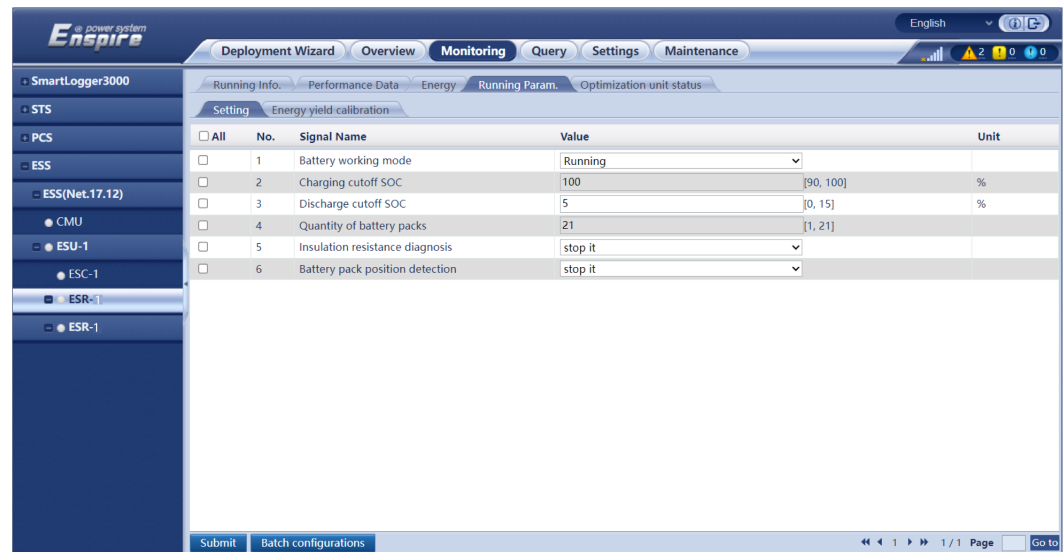 e power system
Enspire
English
Deployment Wizard Overview Monitoring Query Settings Maintenance
2 0 0
SmartLogger3000
STS
PCS
ESS
ESS(Net.17.12)
CMU
ESU-1
ESC-1
ESR-1
ESR-1
Running Info. Performance Data Energy Running Param. Optimization unit status
Setting Energy yield calibration
All No. Signal Name Value Unit
1 Battery working mode Running
2 Charging cutoff SOC 100 [90, 100] %
3 Discharge cutoff SOC 5 [0, 15] %
4 Quantity of battery packs 21 [1, 21]
5 Insulation resistance diagnosis stop it
6 Battery pack position detection stop it
Submit Batch configurations 1 1 / 1 Page Go to